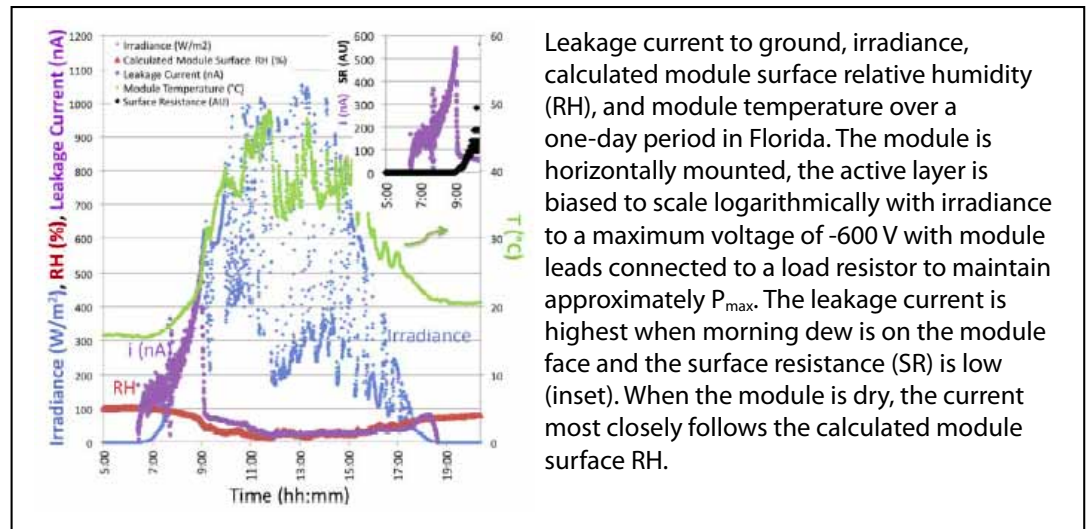 Leakage Current (nA)
RH (%),
Irradiance (W/m²),
1200
1100
1000
900
800
700
600
500
400
300
200
100
0
Irradiance (W/m2)
Calculated Module Surface RH (%)
Leakage Current (nA)
Module Temperature (°C)
Surface Resistance (AU)
i (nA)
RH
Irradiance
5:00
7:00
9:00
11:00
13:00
15:00
17:00
19:00
Time (hh:mm)
60
50
40
30
20
10
0
T (°C)
I (nA) SR (AU)
600
500
400
300
200
100
0
5:00
7:00
9:00
Leakage current to ground, irradiance,
calculated module surface relative humidity
(RH), and module temperature over a
one-day period in Florida. The module is
horizontally mounted, the active layer is
biased to scale logarithmically with irradiance
to a maximum voltage of -600 V with module
leads connected to a load resistor to maintain
approximately Pmax. The leakage current is
highest when morning dew is on the module
face and the surface resistance (SR) is low
(inset). When the module is dry, the current
most closely follows the calculated module
surface RH.